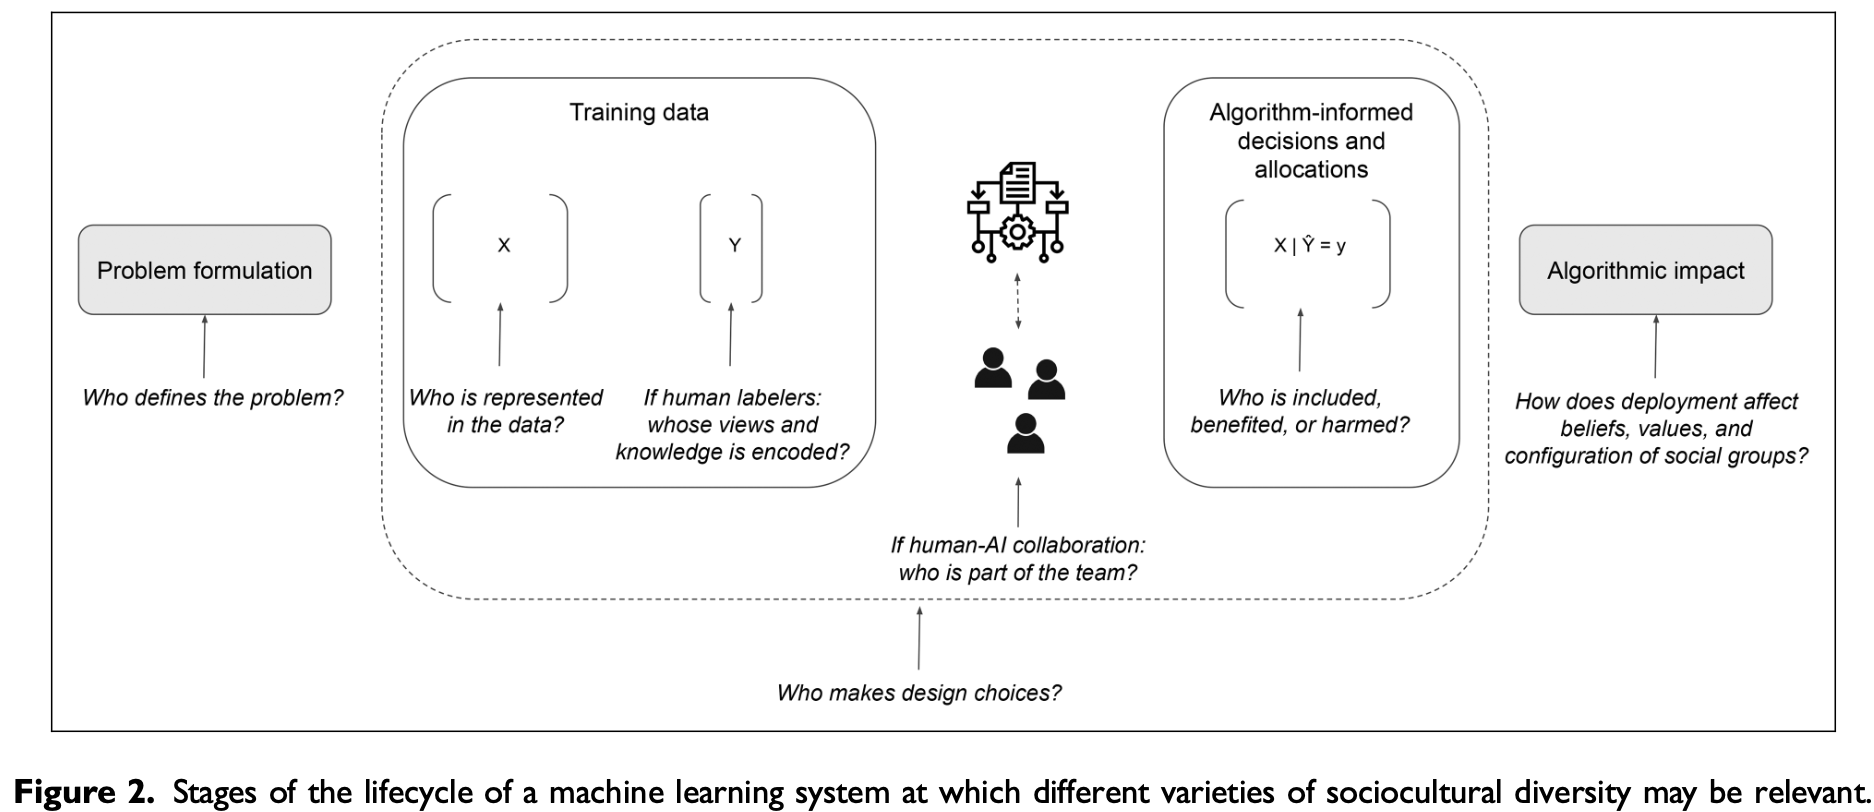 Training data
Algorithm-informed
decisions and
allocations
Problem formulation
X
Y
X | Ŷ = y
Algorithmic impact
Who defines the problem?
Who is represented
in the data?
If human labelers:
whose views and
knowledge is encoded?
Who is included,
benefited, or harmed?
How does deployment affect
beliefs, values, and
configuration of social groups?
If human-AI collaboration:
who is part of the team?
Who makes design choices?
Figure 2. Stages of the lifecycle of a machine learning system at which different varieties of sociocultural diversity may be relevant.